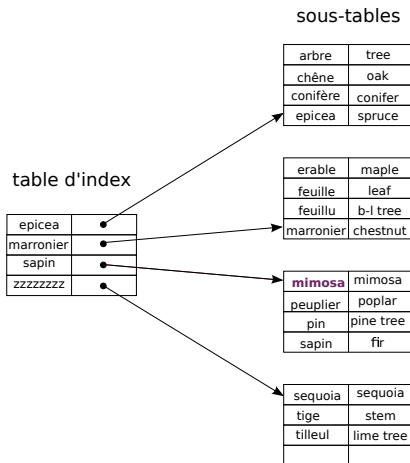 sous-tables
arbre tree
chêne oak
conifère conifer
epicea spruce
erable maple
feuille leaf
feuillu b-l tree
marronier chestnut
table d'index
epicea
marronier
sapin
zzzzzzzz
mimosa mimosa
peuplier poplar
pin pine tree
sapin fir
sequoia sequoia
tige stem
tilleul lime tree